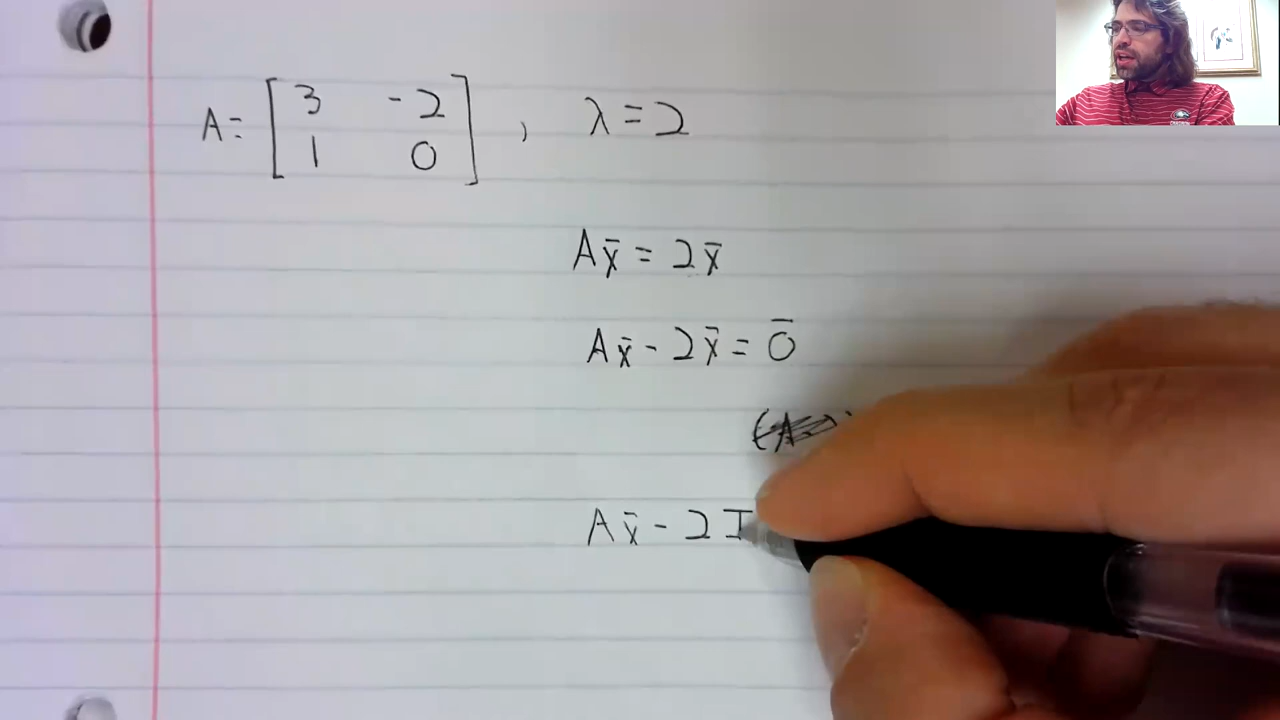 A = [ 3 -2
1 0 ] , λ = 2
Ax̄ = 2x̄
Ax̄ - 2x̄ = 0̄
Ax̄ - 2I